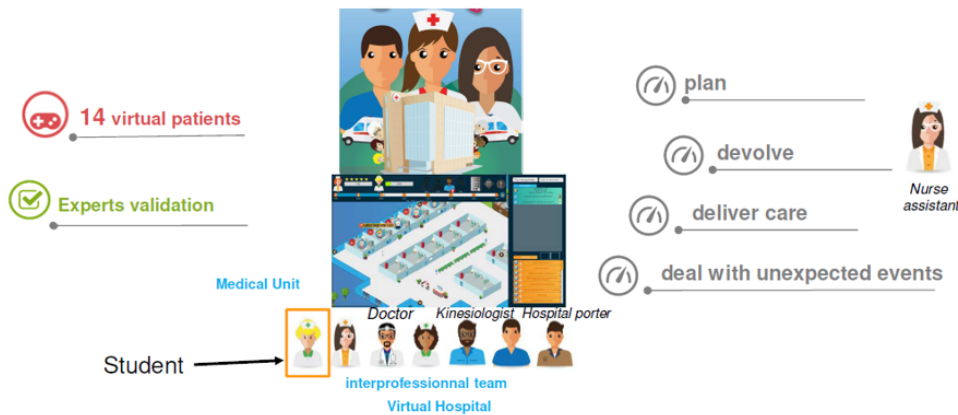 14 virtual patients
Experts validation
plan
devolve
deliver care
deal with unexpected events
Nurse
assistant
Medical Unit
Doctor Kinesiologist Hospital porter
Student
interprofessionnal team
Virtual Hospital